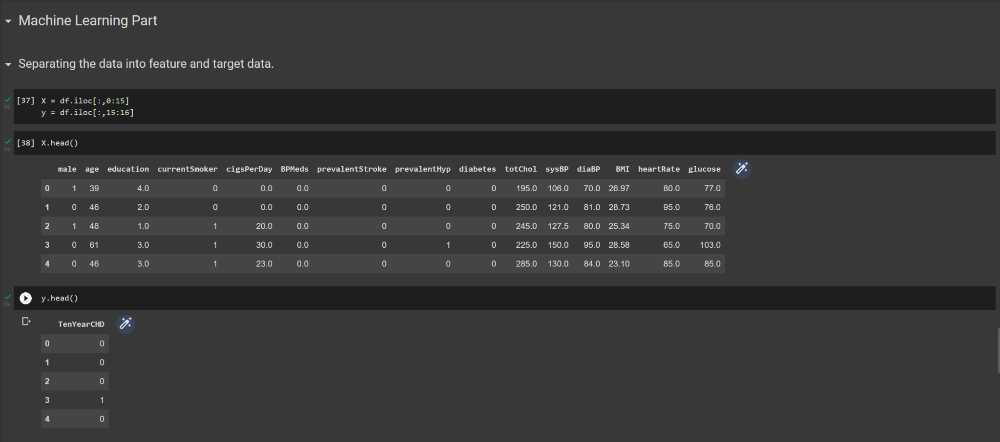 Machine Learning Part
Separating the data into feature and target data.
[37] X = df.iloc[:,0:15]
y = df.iloc[:,15:16]
0s
[38] X.head()
0s
male age education currentSmoker cigsPerDay BPMeds prevalentStroke prevalentHyp diabetes totChol sysBP diaBP BMI heartRate glucose
0 1 39 4.0 0 0.0 0.0 0 0 0 195.0 106.0 70.0 26.97 80.0 77.0
1 0 46 2.0 0 0.0 0.0 0 0 0 250.0 121.0 81.0 28.73 95.0 76.0
2 1 48 1.0 1 20.0 0.0 0 0 0 245.0 127.5 80.0 25.34 75.0 70.0
3 0 61 3.0 1 30.0 0.0 0 1 0 225.0 150.0 95.0 28.58 65.0 103.0
4 0 46 3.0 1 23.0 0.0 0 0 0 285.0 130.0 84.0 23.10 85.0 85.0
y.head()
0s
TenYearCHD
0 0
1 0
2 0
3 1
4 0